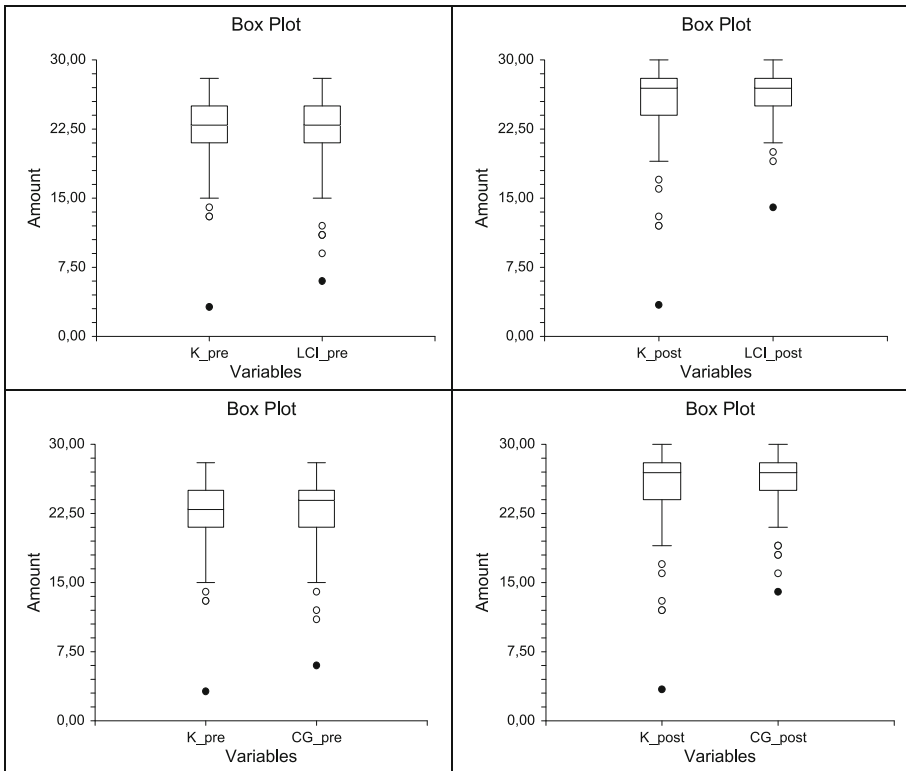 Box Plot
30,00
22,50
15,00
7,50
0,00
Amount
K_pre LCI_pre
Variables
Box Plot
30,00
22,50
15,00
7,50
0,00
Amount
K_post LCI_post
Variables
Box Plot
30,00
22,50
15,00
7,50
0,00
Amount
K_pre CG_pre
Variables
Box Plot
30,00
22,50
15,00
7,50
0,00
Amount
K_post CG_post
Variables